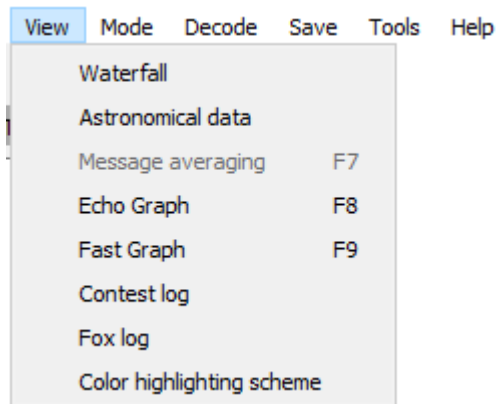 View Mode Decode Save Tools Help
Waterfall
Astronomical data
Message averaging F7
Echo Graph F8
Fast Graph F9
Contest log
Fox log
Color highlighting scheme